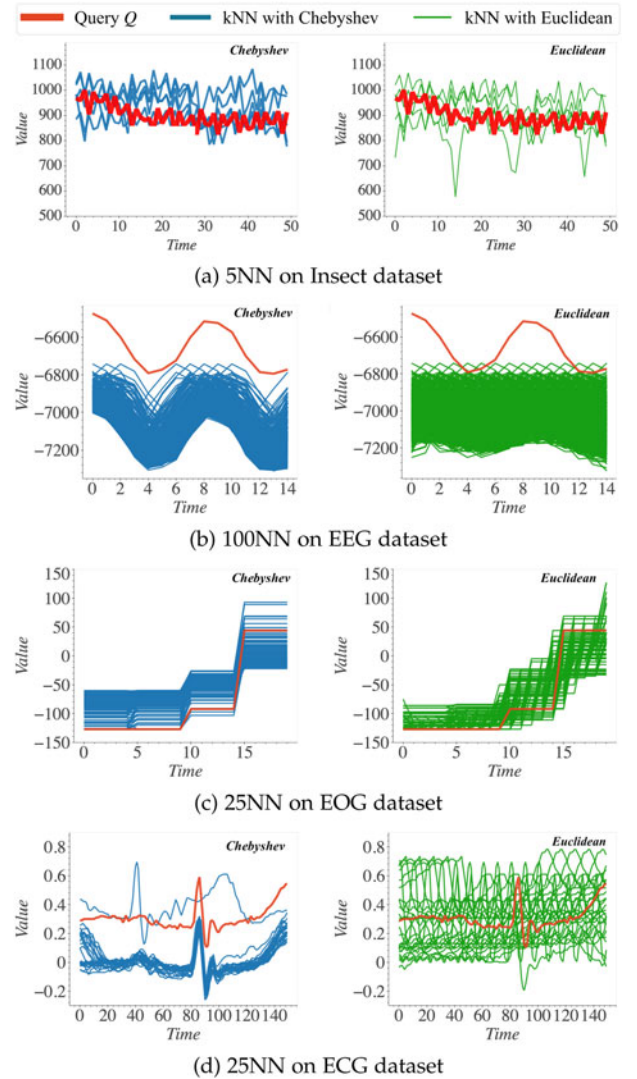 Query Q kNN with Chebyshev kNN with Euclidean
Chebyshev Euclidean
1100 1100
1000 1000
900 900
800 800
700 700
600 600
500 500
Value Value
0 10 20 30 40 50 0 10 20 30 40 50
Time Time
(a) 5NN on Insect dataset
Chebyshev Euclidean
−6600 −6600
−6800 −6800
−7000 −7000
−7200 −7200
Value Value
0 2 4 6 8 10 12 14 0 2 4 6 8 10 12 14
Time Time
(b) 100NN on EEG dataset
Chebyshev Euclidean
150 150
100 100
50 50
0 0
−50 −50
−100 −100
−150 −150
Value Value
0 5 10 15 0 5 10 15
Time Time
(c) 25NN on EOG dataset
Chebyshev Euclidean
0.8 0.8
0.6 0.6
0.4 0.4
0.2 0.2
0 0
−0.2 −0.2
Value Value
0 20 40 60 80 100 120 140 0 20 40 60 80 100 120 140
Time Time
(d) 25NN on ECG dataset